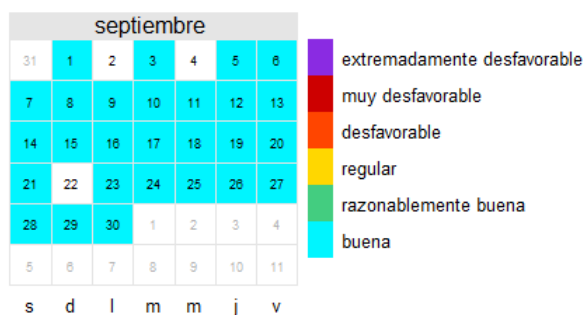 septiembre
31 1 2 3 4 5 6
7 8 9 10 11 12 13
14 15 16 17 18 19 20
21 22 23 24 25 26 27
28 29 30 1 2 3 4
5 6 7 8 9 10 11
s d l m m j v
extremadamente desfavorable
muy desfavorable
desfavorable
regular
razonablemente buena
buena